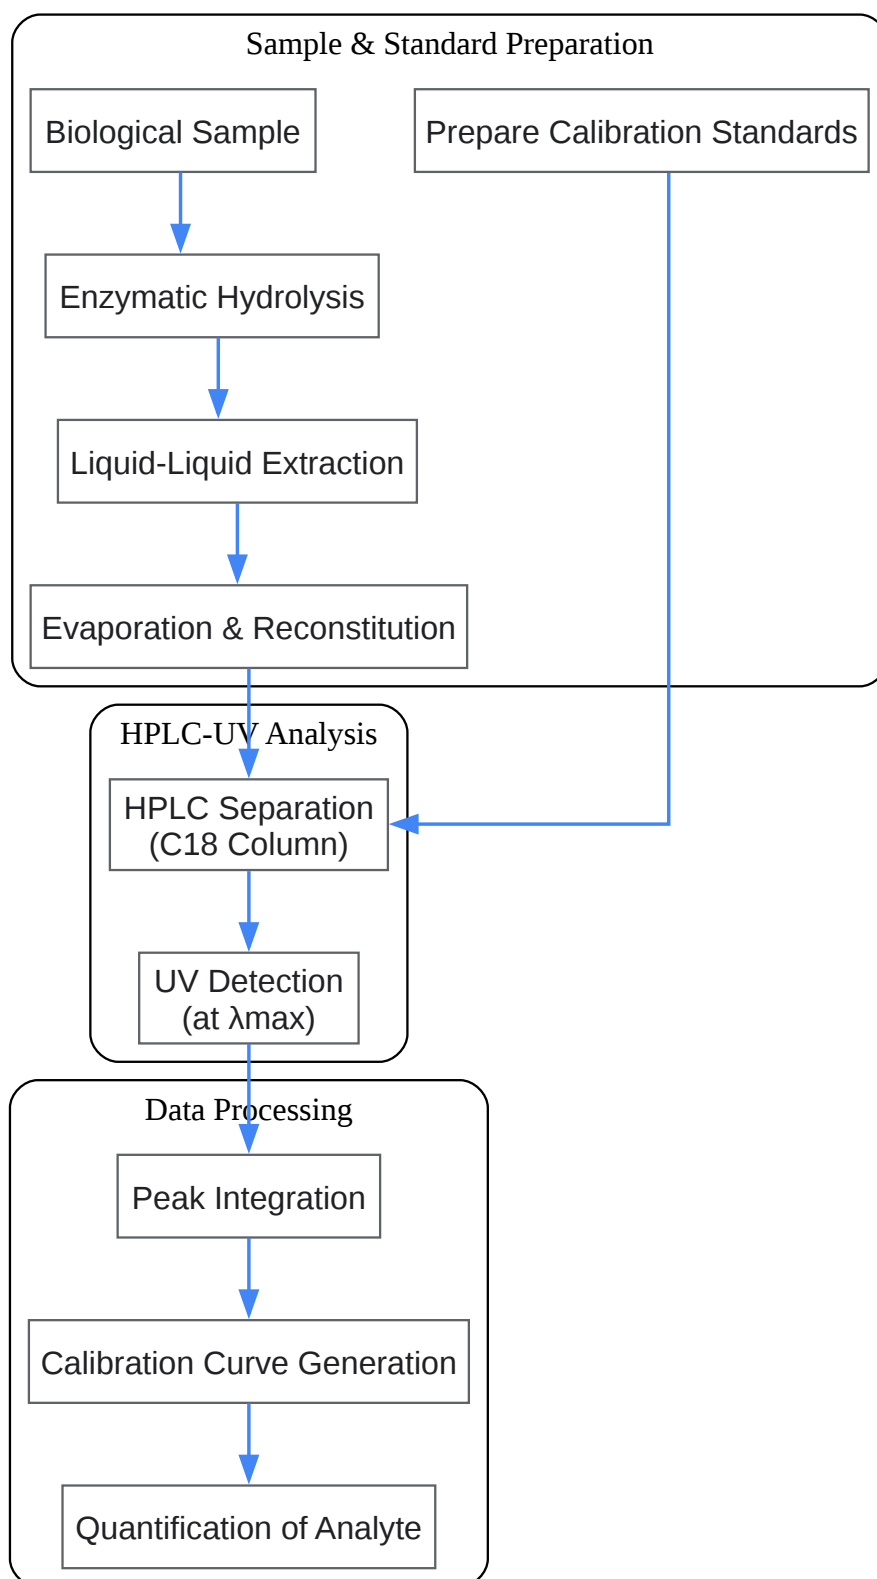 Sample & Standard Preparation
Biological Sample
Prepare Calibration Standards
Enzymatic Hydrolysis
Liquid-Liquid Extraction
Evaporation & Reconstitution
HPLC-UV Analysis
HPLC Separation
(C18 Column)
UV Detection
(at λmax)
Data Processing
Peak Integration
Calibration Curve Generation
Quantification of Analyte